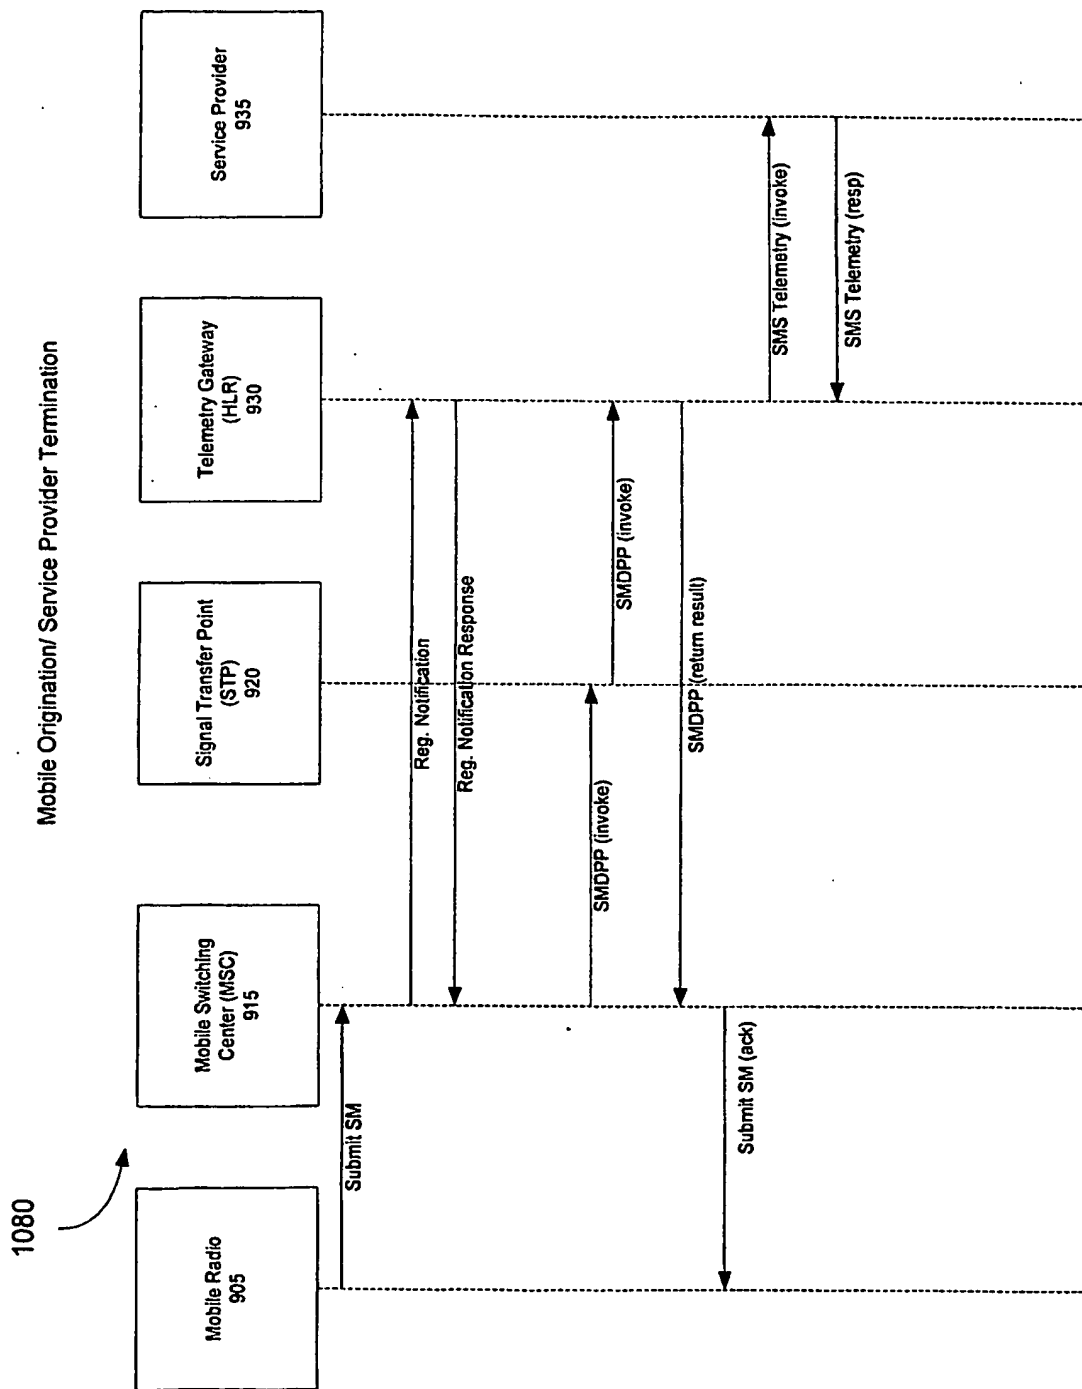 Mobile Origination/ Service Provider Termination
1080
Mobile Radio
905
Mobile Switching
Center (MSC)
915
Signal Transfer Point
(STP)
920
Telemetry Gateway
(HLR)
930
Service Provider
935
Submit SM
Reg. Notification
Reg. Notification Response
SMDPP (invoke)
SMDPP (invoke)
SMDPP (return result)
Submit SM (ack)
SMS Telemetry (invoke)
SMS Telemetry (resp)